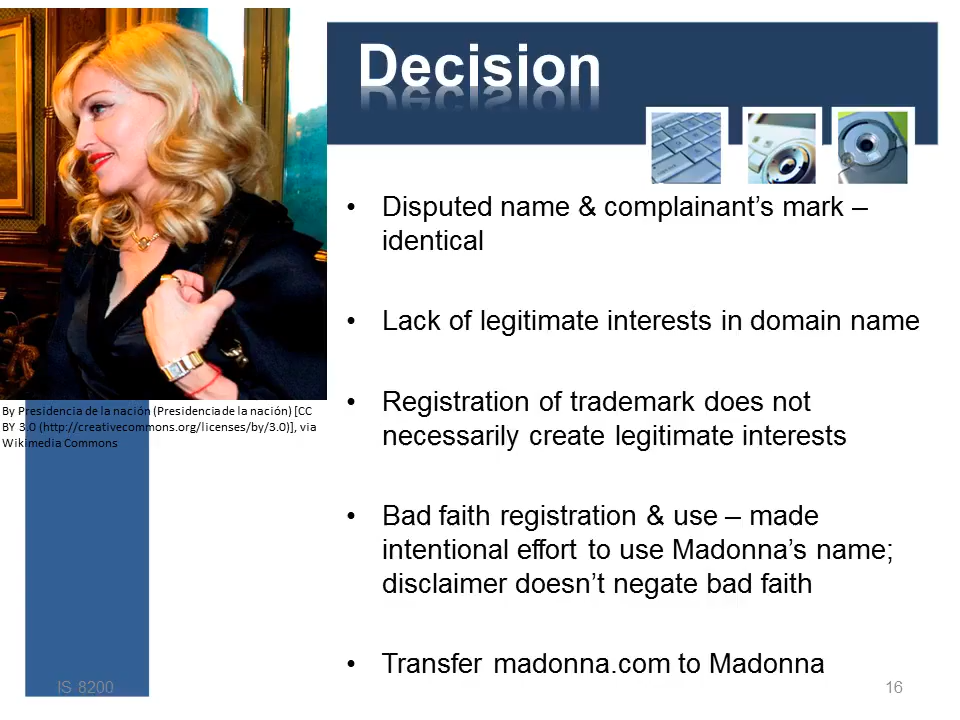 Decision
• Disputed name & complainant’s mark –
identical
• Lack of legitimate interests in domain name
• Registration of trademark does not
necessarily create legitimate interests
• Bad faith registration & use – made
intentional effort to use Madonna’s name;
disclaimer doesn’t negate bad faith
• Transfer madonna.com to Madonna
By Presidencia de la nación (Presidencia de la nación) [CC
BY 3.0 (http://creativecommons.org/licenses/by/3.0)], via
Wikimedia Commons
IS 8200
16